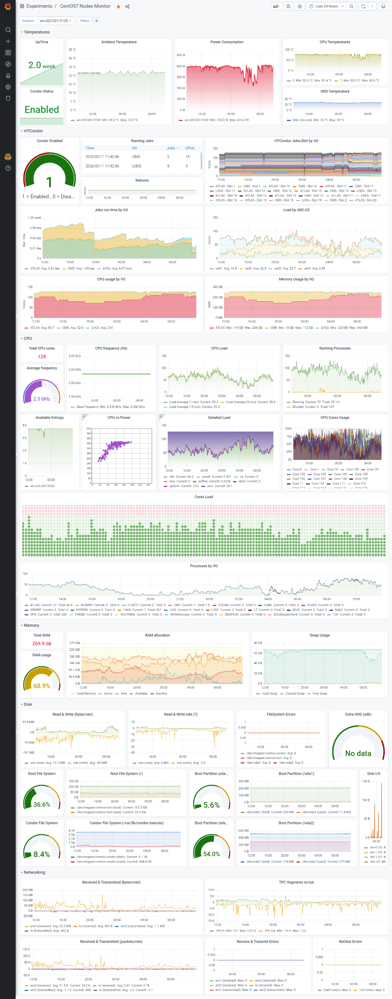 Experiments / CentOS7 Nodes Monitor
Last 24 hours
instance wn-d20-001:9100 Filters +
Temperatures
UpTime
2.0 week
Condor Status
Enabled
Ambient Temperature
35 °C
30 °C
25 °C
20 °C
15 °C
10 °C
5 °C
0 °C
16:00 00:00 08:00
wn-d20-001:9100 Min: 20.0 °C Max: 23.0 °C
Power Consumption
500 W
400 W
300 W
200 W
100 W
0 W
16:00 00:00 08:00
wn-d20-001:9100 Min: 220.0 W Max: 416.0 W
CPU Temperatures
100 °C
50 °C
0 °C
16:00 00:00 08:00
0 Min: 55.3 °C Max: 82.4 °C 1 Min: 50.9 °C Max: 80.5 °C
HDD Temperature
40 °C
20 °C
0 °C
16:00 00:00 08:00
Disk /dev/sda Min: 26 °C Max: 30 °C
HTCondor
Condor Enabled
1
1 = Enabled , 0 = Disa...
Running Jobs
Time VO Jobs CPUs
2022-03-11 11:42:56 CMS 2 16
2022-03-11 11:42:56 LHCb 5 5
Reboots
12:00 16:00 20:00 00:00 04:00 08:00
HTCondor Jobs/Slot by VO
Cores
150
100
50
0
12:00 16:00 20:00 00:00 04:00 08:00
ATLAS - Slot 1 CMS - Slot 1 ATLAS - Slot 10 CMS - Slot 10 ATLAS - Slot 11 CMS - Slot 11
LHCb - Slot 11 ATLAS - Slot 12 CMS - Slot 12 ATLAS - Slot 13 CMS - Slot 13 LHCb - Slot 13
ATLAS - Slot 14 ATLAS - Slot 15 ATLAS - Slot 16 CMS - Slot 16 ATLAS - Slot 17 LHCb - Slot 17
ATLAS - Slot 18 ATLAS - Slot 19 CMS - Slot 19 LHCb - Slot 19 CMS - Slot 2 ATLAS - Slot 20
Jobs run-time by VO
Run-Time
1.32 week
6.94 day
4.63 day
2.31 day
0 s
12:00 16:00 20:00 00:00 04:00 08:00
ATLAS Avg: 3.24 day CMS Avg: 1.95 day LHCb Avg: 6.07 hour
Load by ARC-CE
Cores
150
100
50
0
12:00 16:00 20:00 00:00 04:00 08:00
ce01 Avg: 16.5 ce02 Avg: 22.5 ce03 Avg: 22.7 ce04 Avg: 3.89
CPU usage by VO
Cores
150
100
50
0
12:00 16:00 20:00 00:00 04:00 08:00
ATLAS Avg: 93.7 CMS Avg: 32.6 LHCb Avg: 2.61
Memory Usage by VO
RAM
300 GB
200 GB
100 GB
0 MB
12:00 16:00 20:00 00:00 04:00 08:00
ATLAS Min: 144 GB Max: 236 GB CMS Min: 16 GB Max: 112 GB LHCb Min: 128 MB Max: 640 MB
CPU
Total CPU cores
128
Average frequency
2.3 GHz
CPU frequency (Hz)
3.00 GHz
2.50 GHz
2.00 GHz
1.50 GHz
16:00 00:00 08:00
Base Frequency Min: 2.346 GHz Max: 2.346 GHz
CPU Load
150
100
50
0
12:00 16:00 20:00 00:00 04:00 08:00
Load Average (1 min) Current: 52.2 Load Average (5 min) Current: 50.6
Load Average (15 min) Current: 51.0
Running Processes
150
100
50
0
16:00 00:00 08:00
Running Current: 72 Total: 25.1 K
Blocked Current: 0 Total: 137
Available Entropy
4 K
3 K
2 K
1 K
0
12:00 00:00
wn-d20-001:9100
CPU vs Power
550
500
450
400
350
300
250
200
150
100
50
0
0 20 40 60 80 100 120 140
Detailed Load
150
100
50
0
12:00 16:00 20:00 00:00 04:00 08:00
idle Current: 66.2 iowait Current: 0.301 irq Current: 0
nice Current: 0 softirq Current: 0.0234 steal Current: 0
system Current: 2.05 user Current: 59.1
CPU Cores Usage
100%
75%
50%
25%
0%
16:00 00:00 08:00
Core 0 Core 1 Core 10 Core 100 Core 101
Core 102 Core 103 Core 104 Core 105
Core 106 Core 107 Core 108 Core 109
Core 11 Core 110 Core 111 Core 112
Core 113 Core 114 Core 115 Core 116
Cores Load
Processes by VO
100
50
0
12:00 14:00 16:00 18:00 20:00 22:00 00:00 02:00 04:00 06:00 08:00 10:00
ATLAS Current: 52 Total: 45 K BIOMED Current: 0 Total: 0 CLAS12 Current: 0 Total: 0 CMS Current: 1 Total: 1 K DTEAM Current: 0 Total: 0 DUNE Current: 0 Total: 0 GLUEX Current: 0 Total: 0
GRIDPP Current: 0 Total: 0 HYPERK Current: 0 Total: 0 LHCb Current: 1 Total: 367 LIGO Current: 0 Total: 0 LSST Current: 0 Total: 0 LZ Current: 0 Total: 0 MICE Current: 0 Total: 0 NA62 Current: 0 Total: 0
OPS Current: 0 Total: 200 PHENO Current: 0 Total: 0 SCOTGRID Current: 0 Total: 0 SKAtelescope Current: 0 Total: 0 SNOPLUS Current: 0 Total: 0 SOLIDexperiment Current: 0 Total: 0 T2K Current: 0 Total: 0
Memory
Total RAM
269.9 GB
RAM usage
68.9%
RAM allocation
279 GiB
233 GiB
186 GiB
140 GiB
93.1 GiB
46.6 GiB
0 B
12:00 16:00 20:00 00:00 04:00 08:00
Total Memory Active Free Available Inactive
Swap Usage
80 GB
60 GB
40 GB
20 GB
0 B
12:00 16:00 20:00 00:00 04:00 08:00
Total Swap Cached Swap Free Swap
Disk
Read & Write (bytes/sec)
95.4 MiB
0 B
-95 MiB
-191 MiB
16:00 00:00 08:00
sda (read) Avg: 13.7 MiB sda (write) Avg: -43 MiB
Read & Write rate (?)
10
0
-10
-20
-30
-40
16:00 00:00 08:00
sda (read) Avg: 0.443 sda (write) Avg: -3.8
FileSystem Errors
1
0.500
0
-0.50
-1
16:00 00:00 08:00
/dev/mapper/centos-condor Avg: 0
/dev/mapper/centos-root Avg: 0
/dev/sda1 Avg: 0 /dev/sda2 Avg: 0
Extra HDD (sdb)
No data
Root File System
36.6%
Root File System (/)
150 GB
100 GB
50 GB
0 B
12:00 16:00 20:00 00:00 04:00 08:00
/dev/mapper/centos-root (total) Current: 107.3 GB
/dev/mapper/centos-root (used) Current: 39.3 GB
Boot Partition (sda...
5.6%
Boot Partition (/sda1)
300 MB
200 MB
100 MB
0 B
12:00 16:00 20:00 00:00 04:00 08:00
/dev/sda1 (total) Current: 209 MB /dev/sda1 (used) Current: 11.8 MB
Disk I/O
150 B
100 B
50 B
0 B
00:00
dm-0 I/O M
dm-1 I/O M
dm-2 I/O M
sda I/O Mi
Condor File System
8.4%
Condor File System (/var/lib/condor/execute)
4 TB
3 TB
2 TB
1 TB
0 B
12:00 16:00 20:00 00:00 04:00 08:00
/dev/mapper/centos-condor (total) Current: 3.7 TB
/dev/mapper/centos-condor (used) Current: 304.8 GB
Boot Partition (sda...
54.0%
Boot Partition (/sda2)
600 MB
400 MB
200 MB
0 B
12:00 16:00 20:00 00:00 04:00 08:00
/dev/sda2 (total) Current: 518 MB /dev/sda2 (used) Current: 279 MB
Networking
Received & Transmitted (bytes/min)
200 MB
150 MB
100 MB
50 MB
0 B
-50 MB
12:00 16:00 20:00 00:00 04:00 08:00
em2 (received) Avg: 32.3 MB lo (received) Avg: 602 B em2 (transmitted) Avg: -1.1 MB
lo (transmitted) Avg: -602 B
TPC Segments in/out
10 K
5 K
0
-5 K
-10 K
-15 K
12:00 16:00 20:00 00:00 04:00 08:00
TPC in Min: 121 Max: 5.01 K TPC out Min: -13 K Max: -125
Received & Transmitted (packets/min)
150 K
100 K
50 K
0
-50 K
12:00 16:00 20:00 00:00 04:00 08:00
em2 (received) Avg: 21.5 K Current: 14.2 K lo (received) Avg: 2.61 Current: 2.74
em2 (transmitted) Avg: -1.7 K Current: -490 lo (transmitted) Avg: -2.6 Current: -2.7
Receive & Transmit Errors
1
0.500
0
-0.50
-1
16:00 00:00 08:00
em1 (received) Max: 0 em2 (received) Max: 0
em3 (received) Max: 0 lo (received) Max: 0
em1 (transmitted) Max: 0 em2 (transmitted) Max: 0
NetStat Errors
1
0.500
0
-0.50
-1
16:00 00:00 08:00
ICMP errors Max: 0 TCP errors Max: 0